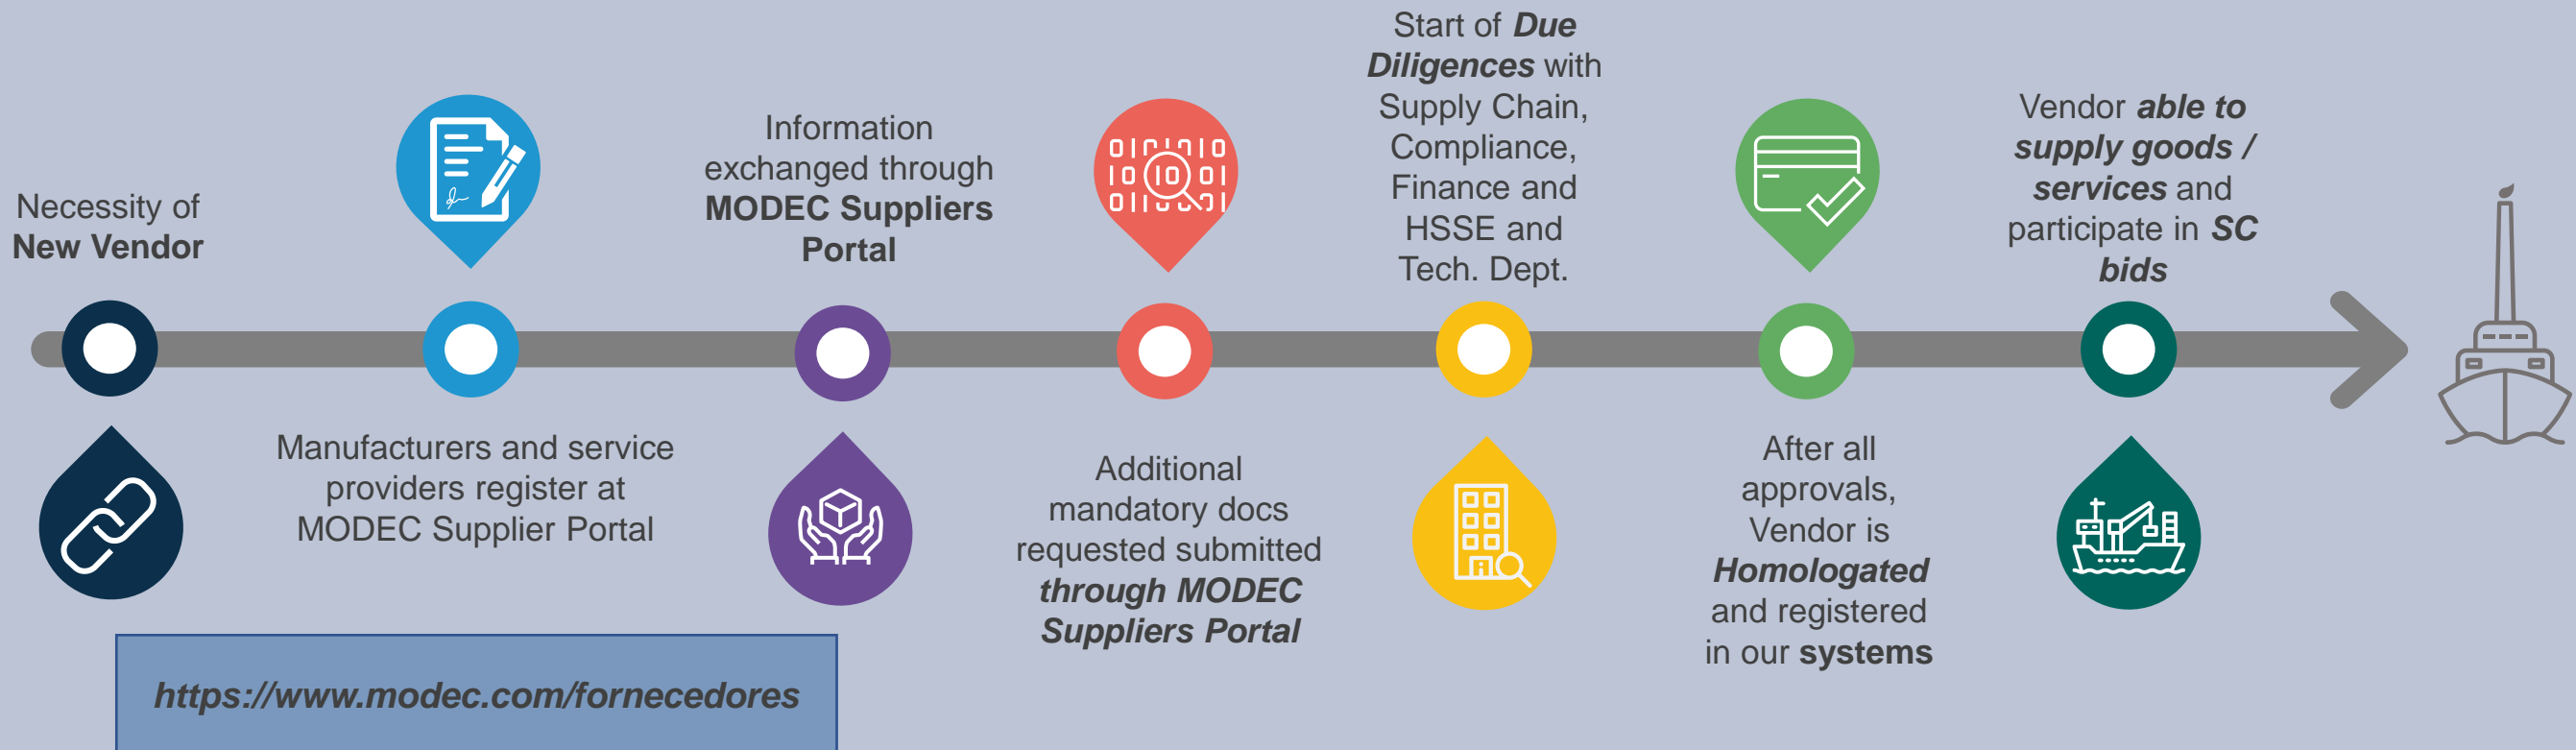 Necessity of
New Vendor
Manufacturers and service
providers register at
MODEC Supplier Portal
Information
exchanged through
MODEC Suppliers
Portal
Additional
mandatory docs
requested submitted
through MODEC
Suppliers Portal
Start of Due
Diligences with
Supply Chain,
Compliance,
Finance and
HSSE and
Tech. Dept.
After all
approvals,
Vendor is
Homologated
and registered
in our systems
Vendor able to
supply goods /
services and
participate in SC
bids
https://www.modec.com/fornecedores